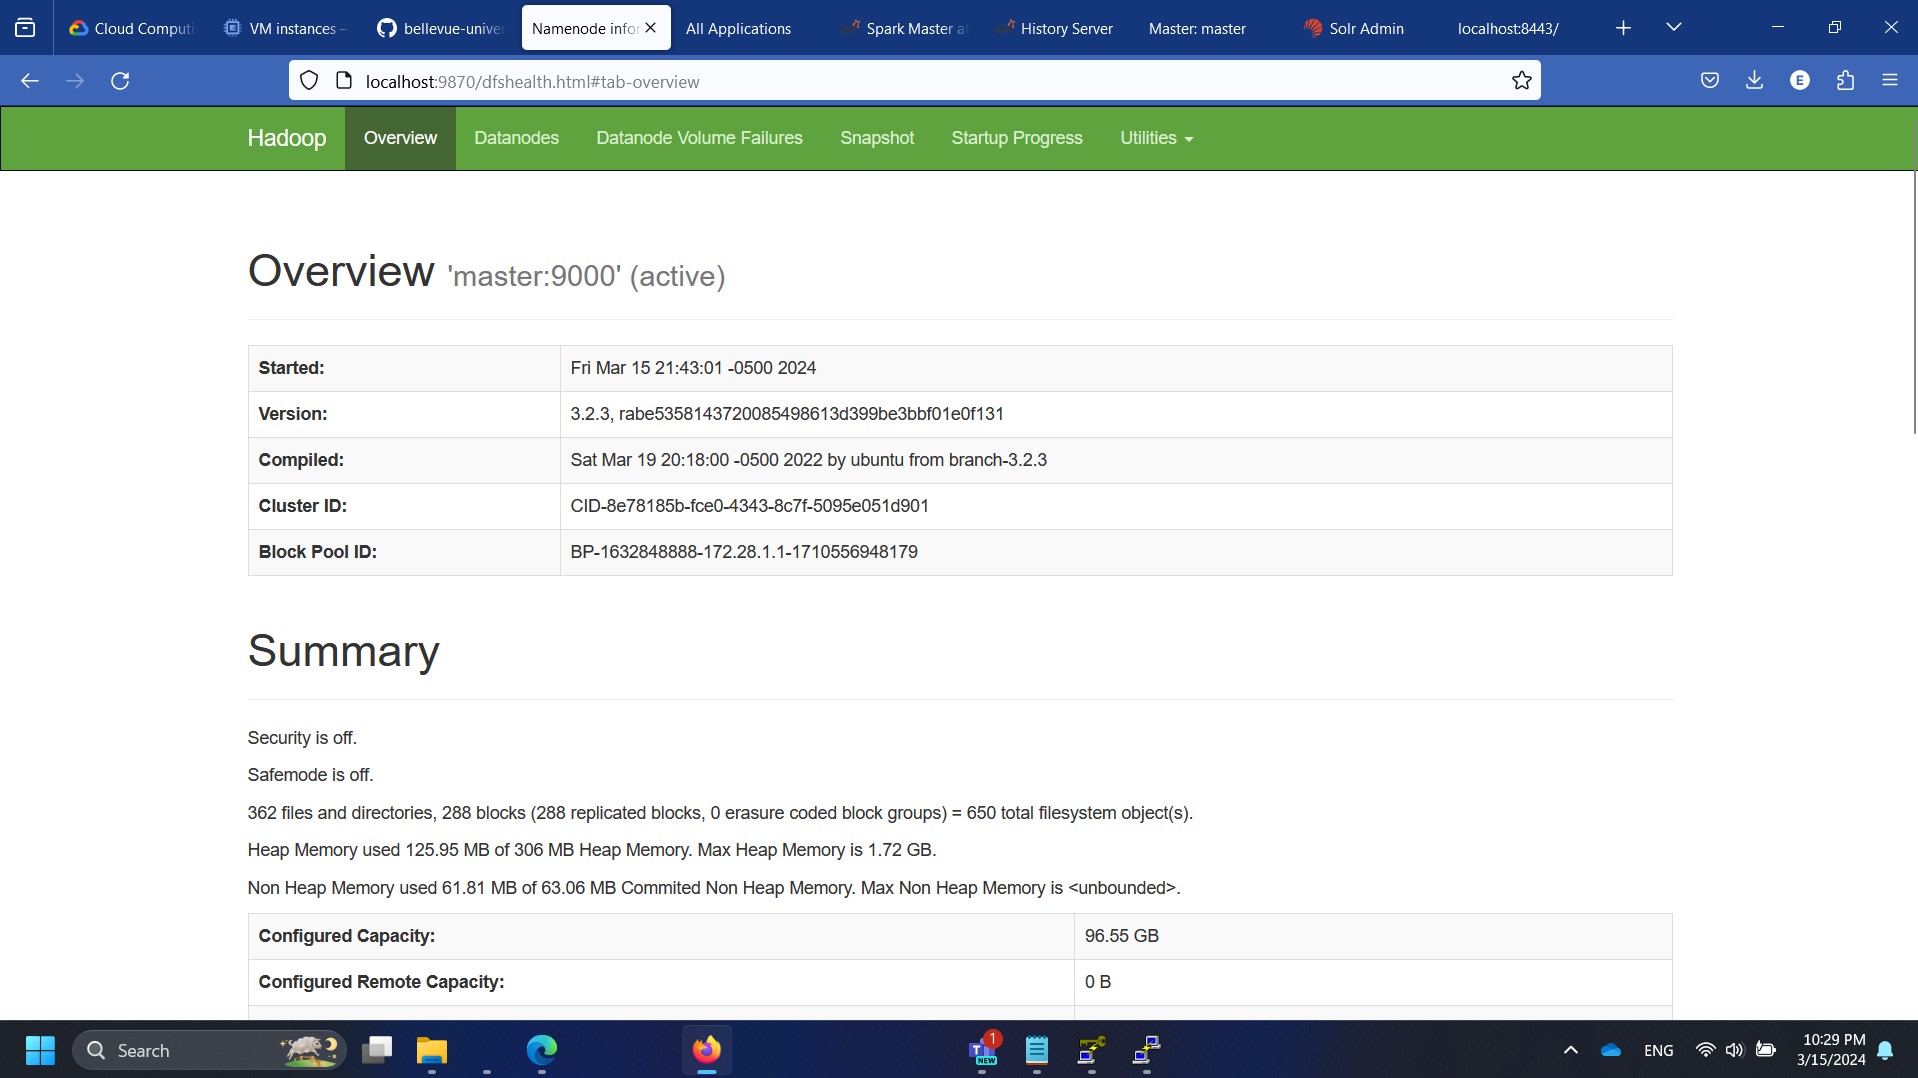 Cloud Computi
VM instances –
bellevue-univer
Namenode infor
All Applications
Spark Master at
History Server
Master: master
Solr Admin
localhost:8443/
localhost:9870/dfshealth.html#tab-overview
E
Hadoop
Overview
Datanodes
Datanode Volume Failures
Snapshot
Startup Progress
Utilities
Overview 'master:9000' (active)
Started: Fri Mar 15 21:43:01 -0500 2024
Version: 3.2.3, rabe5358143720085498613d399be3bbf01e0f131
Compiled: Sat Mar 19 20:18:00 -0500 2022 by ubuntu from branch-3.2.3
Cluster ID: CID-8e78185b-fce0-4343-8c7f-5095e051d901
Block Pool ID: BP-1632848888-172.28.1.1-1710556948179
Summary
Security is off.
Safemode is off.
362 files and directories, 288 blocks (288 replicated blocks, 0 erasure coded block groups) = 650 total filesystem object(s).
Heap Memory used 125.95 MB of 306 MB Heap Memory. Max Heap Memory is 1.72 GB.
Non Heap Memory used 61.81 MB of 63.06 MB Commited Non Heap Memory. Max Non Heap Memory is <unbounded>.
Configured Capacity: 96.55 GB
Configured Remote Capacity: 0 B
Search
T
1
NEW
ENG
10:29 PM
3/15/2024